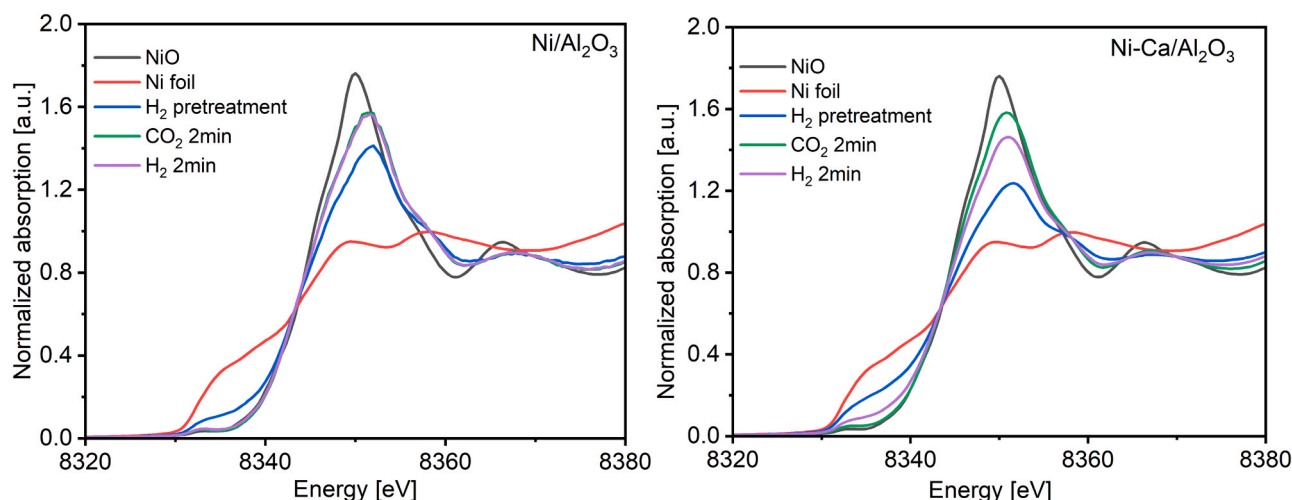 2.0
1.6
1.2
0.8
0.4
0.0
Normalized absorption [a.u.]
Ni/Al₂O₃
NiO
Ni foil
H₂ pretreatment
CO₂ 2min
H₂ 2min
8320
8340
8360
8380
Energy [eV]
2.0
1.6
1.2
0.8
0.4
0.0
Normalized absorption [a.u.]
Ni-Ca/Al₂O₃
NiO
Ni foil
H₂ pretreatment
CO₂ 2min
H₂ 2min
8320
8340
8360
8380
Energy [eV]